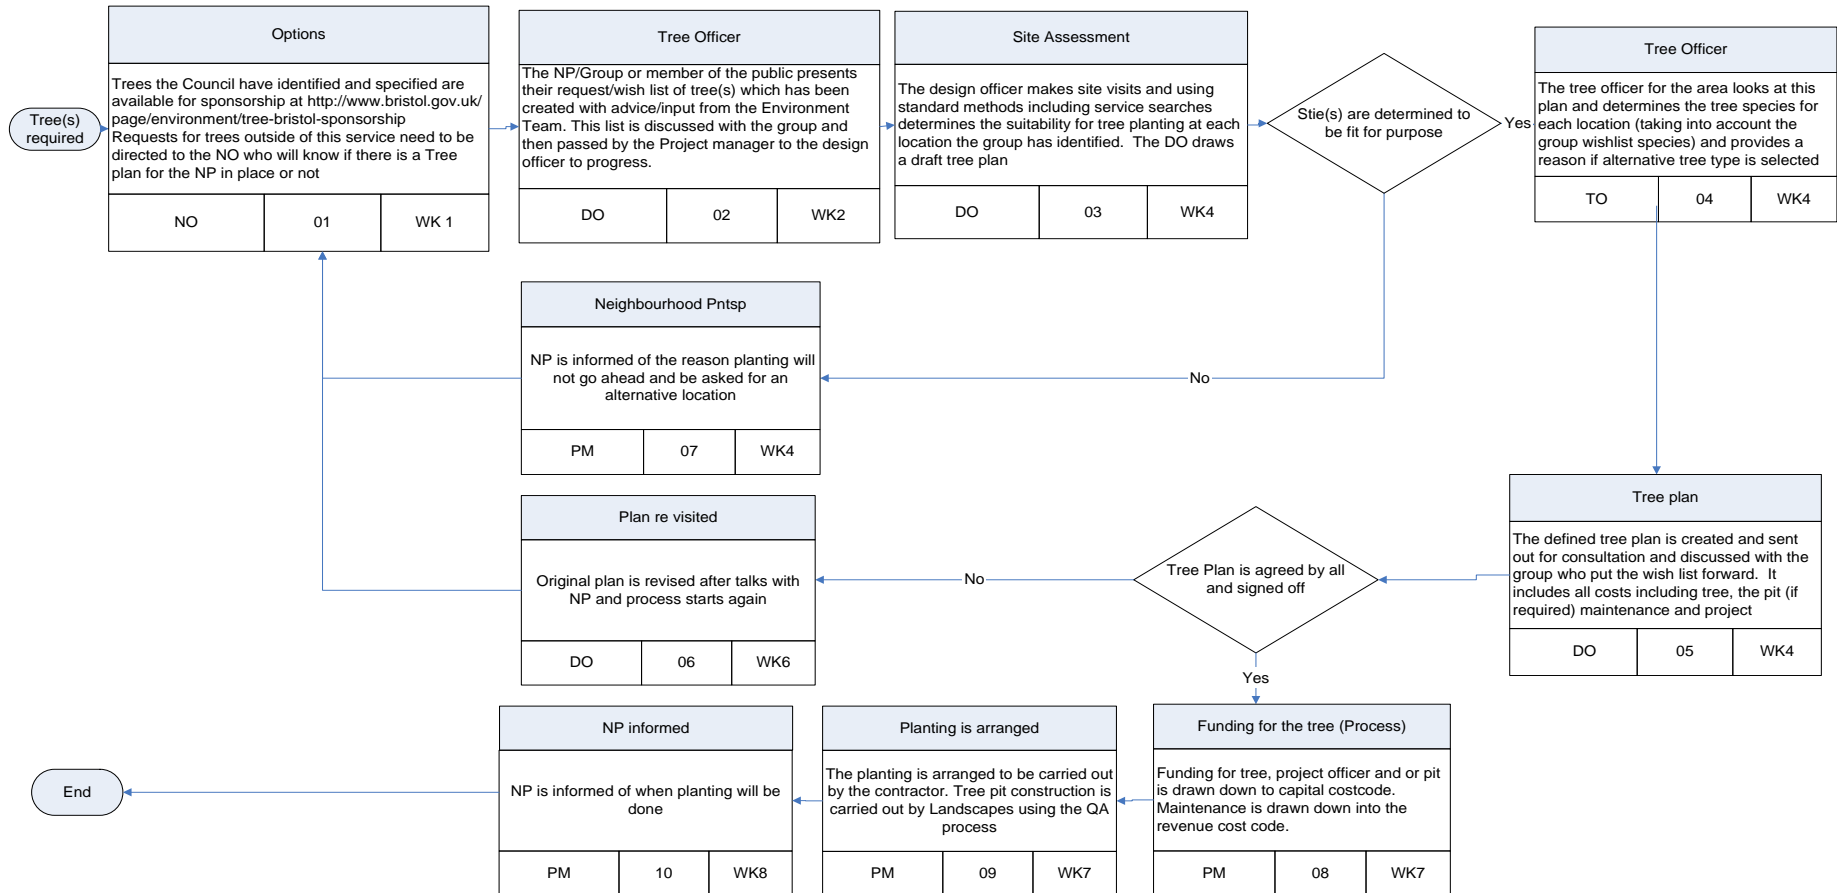 Tree(s)
required
Options
Trees the Council have identified and specified are
available for sponsorship at http://www.bristol.gov.uk/
page/environment/tree-bristol-sponsorship
Requests for trees outside of this service need to be
directed to the NO who will know if there is a Tree
plan for the NP in place or not
NO 01 WK 1
Tree Officer
The NP/Group or member of the public presents
their request/wish list of tree(s) which has been
created with advice/input from the Environment
Team. This list is discussed with the group and
then passed by the Project manager to the design
officer to progress.
DO 02 WK2
Site Assessment
The design officer makes site visits and using
standard methods including service searches
determines the suitability for tree planting at each
location the group has identified. The DO draws
a draft tree plan
DO 03 WK4
Stie(s) are determined to
be fit for purpose
Yes
Tree Officer
The tree officer for the area looks at this
plan and determines the tree species for
each location (taking into account the
group wishlist species) and provides a
reason if alternative tree type is selected
TO 04 WK4
Neighbourhood Pntsp
NP is informed of the reason planting will
not go ahead and be asked for an
alternative location
PM 07 WK4
No
Plan re visited
Original plan is revised after talks with
NP and process starts again
DO 06 WK6
No
Tree Plan is agreed by all
and signed off
Yes
Tree plan
The defined tree plan is created and sent
out for consultation and discussed with the
group who put the wish list forward. It
includes all costs including tree, the pit (if
required) maintenance and project
DO 05 WK4
End
NP informed
NP is informed of when planting will be
done
PM 10 WK8
Planting is arranged
The planting is arranged to be carried out
by the contractor. Tree pit construction is
carried out by Landscapes using the QA
process
PM 09 WK7
Funding for the tree (Process)
Funding for tree, project officer and or pit
is drawn down to capital costcode.
Maintenance is drawn down into the
revenue cost code.
PM 08 WK7